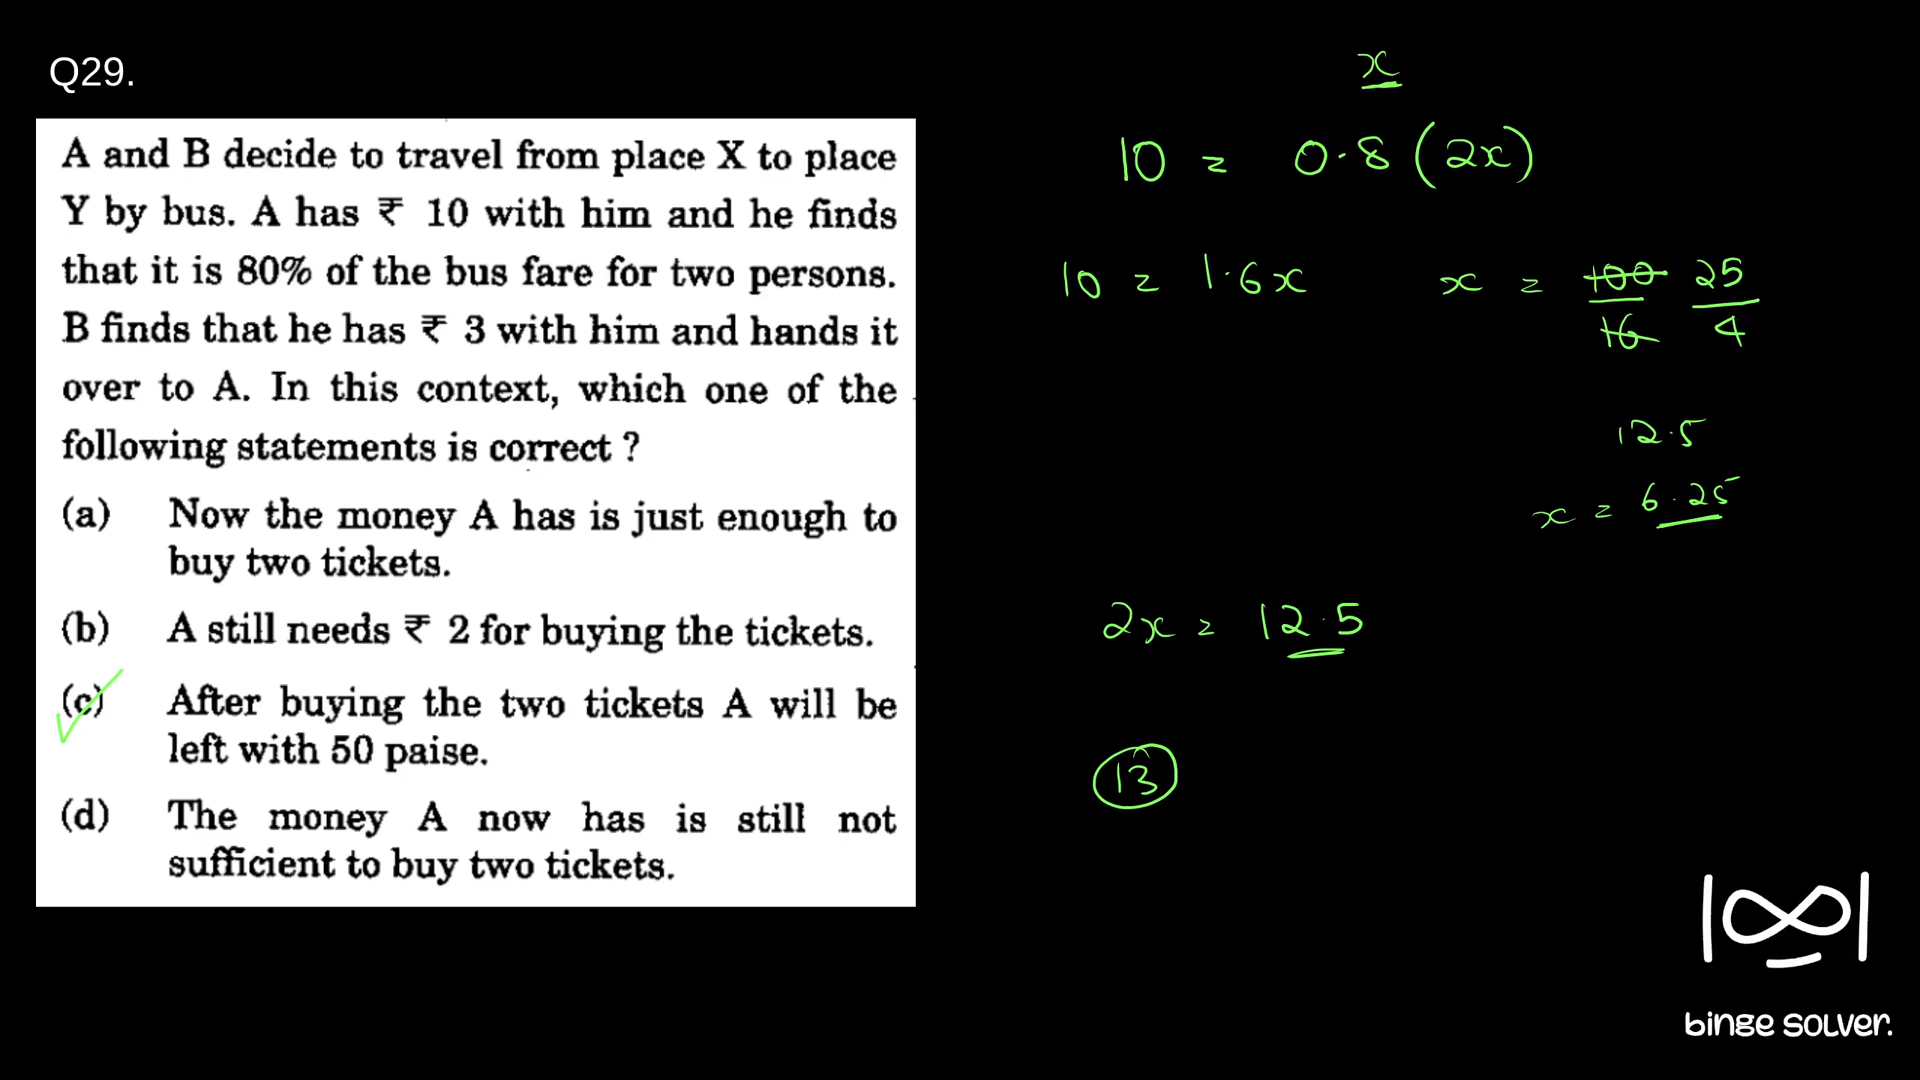 Q29.
A and B decide to travel from place X to place
Y by bus. A has ₹ 10 with him and he finds
that it is 80% of the bus fare for two persons.
B finds that he has ₹ 3 with him and hands it
over to A. In this context, which one of the
following statements is correct ?
(a) Now the money A has is just enough to
buy two tickets.
(b) A still needs ₹ 2 for buying the tickets.
(c) After buying the two tickets A will be
left with 50 paise.
(d) The money A now has is still not
sufficient to buy two tickets.
x
10 = 0.8 (2x)
10 = 1.6x x = 100/16 25/4
12.5
x = 6.25
2x = 12.5
13
binge solver.